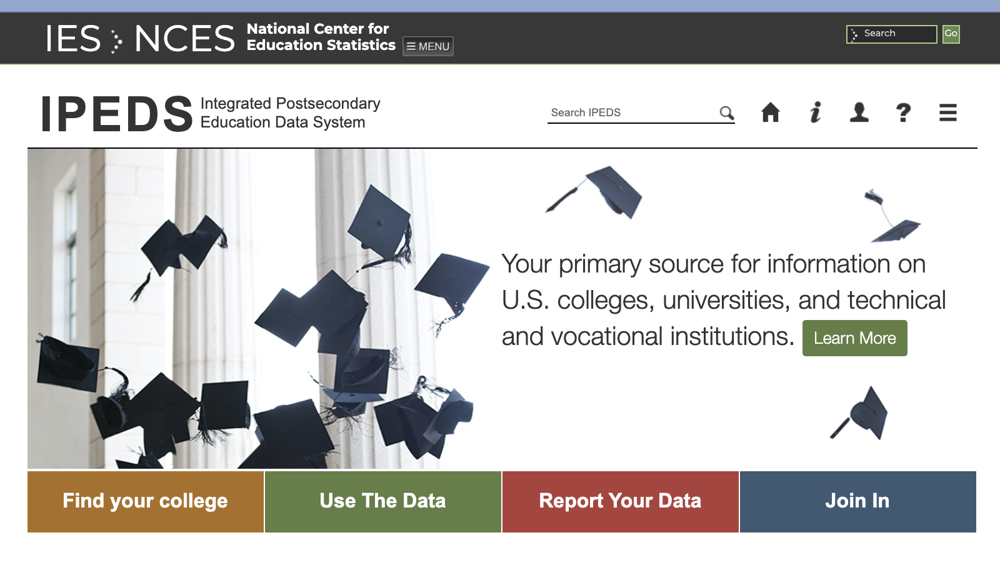 IES NCES National Center for
Education Statistics
☰ MENU
Search
Go
IPEDS Integrated Postsecondary
Education Data System
Search IPEDS
Your primary source for information on
U.S. colleges, universities, and technical
and vocational institutions. Learn More
Find your college
Use The Data
Report Your Data
Join In